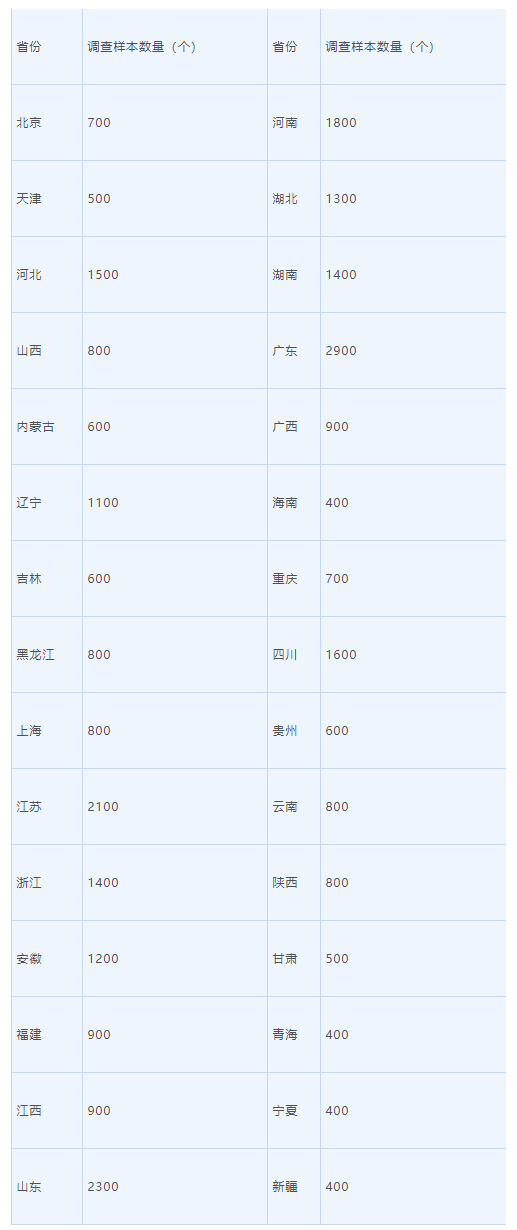 省份 调查样本数量（个） 省份 调查样本数量（个）
北京 700 河南 1800
天津 500 湖北 1300
河北 1500 湖南 1400
山西 800 广东 2900
内蒙古 600 广西 900
辽宁 1100 海南 400
吉林 600 重庆 700
黑龙江 800 四川 1600
上海 800 贵州 600
江苏 2100 云南 800
浙江 1400 陕西 800
安徽 1200 甘肃 500
福建 900 青海 400
江西 900 宁夏 400
山东 2300 新疆 400